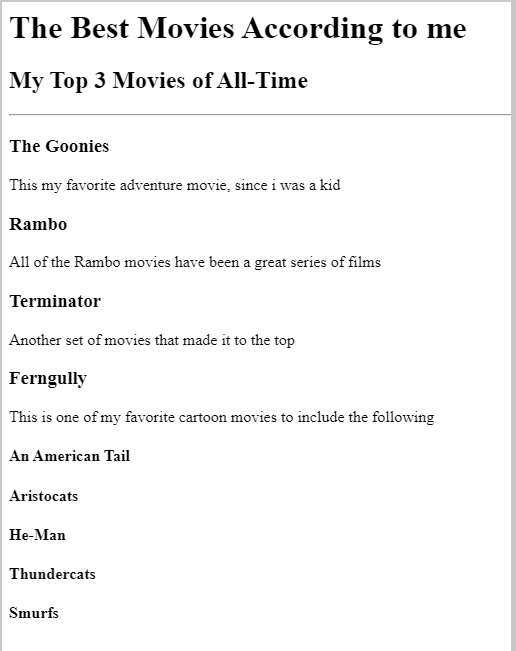 The Best Movies According to me
My Top 3 Movies of All-Time
The Goonies
This my favorite adventure movie, since i was a kid
Rambo
All of the Rambo movies have been a great series of films
Terminator
Another set of movies that made it to the top
Ferngully
This is one of my favorite cartoon movies to include the following
An American Tail
Aristocats
He-Man
Thundercats
Smurfs